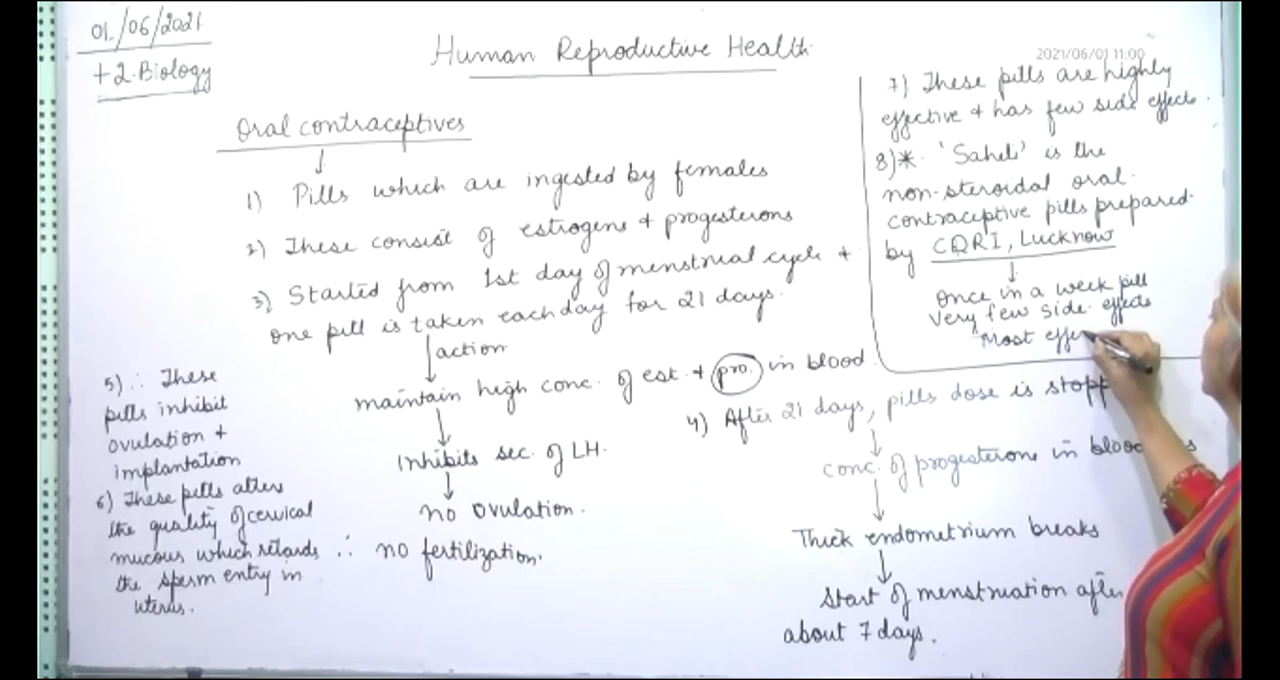 01/06/2021
+2 Biology
Human Reproductive Health
2021/06/01 11:00
Oral contraceptives
1) Pills which are ingested by females
2) These consist of estrogens + progesterons
3) Started from 1st day of menstrual cycle +
one pill is taken each day for 21 days.
action
maintain high conc. of est. + pro. in blood
Inhibits sec. of LH.
no ovulation.
∴ no fertilization.
4) After 21 days, pills dose is stopp
conc. of progesterone in blood
Thick endometrium breaks
Start of menstruation after
about 7 days.
5) ∴ These
pills inhibit
ovulation +
implantation
6) These pills alters
the quality of cervical
mucous which retards
the sperm entry in
uterus.
7) These pills are highly
effective + has few side effects.
8)* 'Saheli' is the
non-steroidal oral
contraceptive pills prepared
by CDRI, Lucknow
Once in a week pill
Very few side effects
Most effe